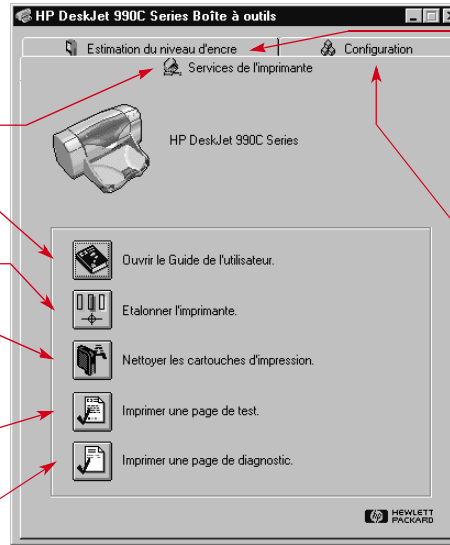 HP DeskJet 990C Series Boîte à outils
Estimation du niveau d'encre
Configuration
Services de l'imprimante
HP DeskJet 990C Series
Ouvrir le Guide de l'utilisateur.
Etalonner l'imprimante.
Nettoyer les cartouches d'impression.
Imprimer une page de test.
Imprimer une page de diagnostic.
hp HEWLETT
PACKARD